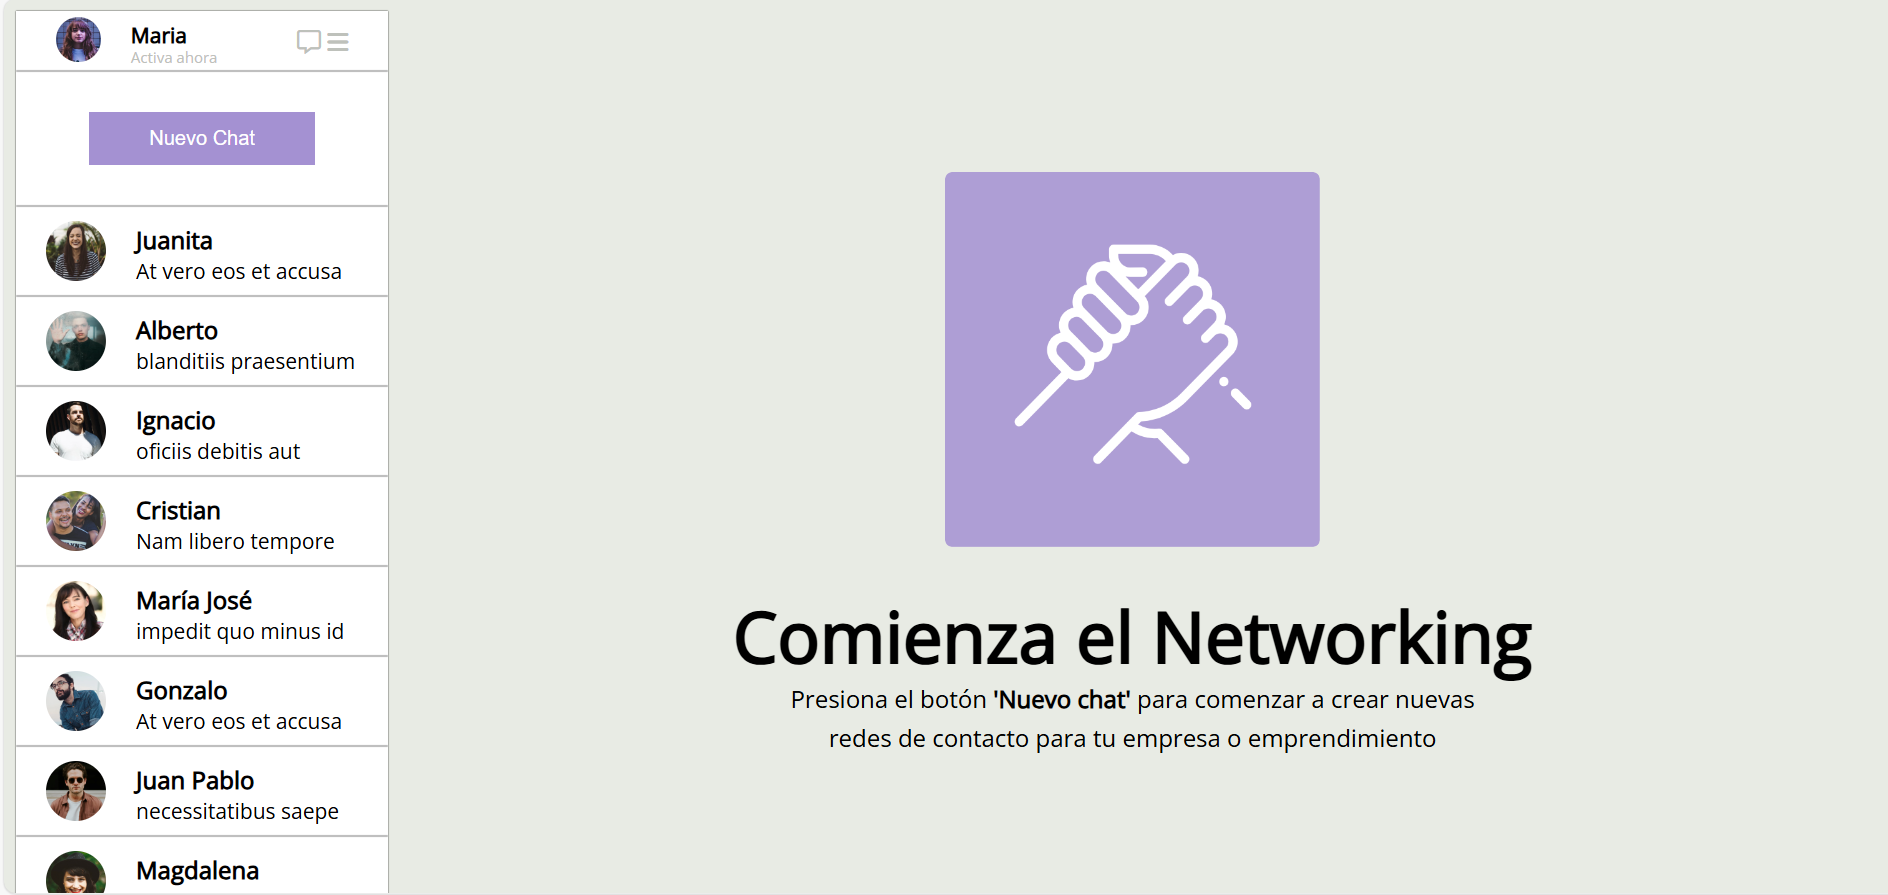 Maria
Activa ahora
Nuevo Chat
Juanita
At vero eos et accusa
Alberto
blanditiis praesentium
Ignacio
oficiis debitis aut
Cristian
Nam libero tempore
María José
impedit quo minus id
Gonzalo
At vero eos et accusa
Juan Pablo
necessitatibus saepe
Magdalena
Comienza el Networking
Presiona el botón 'Nuevo chat' para comenzar a crear nuevas
redes de contacto para tu empresa o emprendimiento